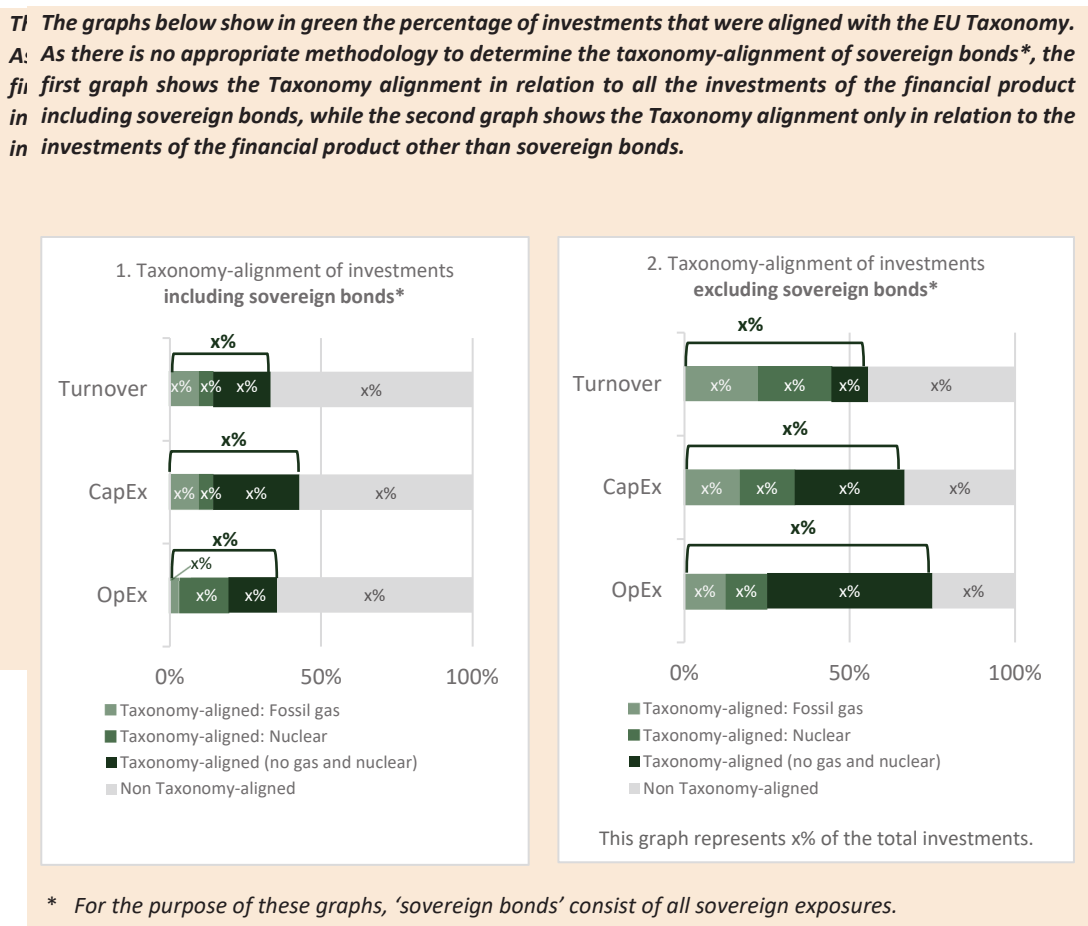 The graphs below show in green the percentage of investments that were aligned with the EU Taxonomy.
As there is no appropriate methodology to determine the taxonomy-alignment of sovereign bonds*, the
first graph shows the Taxonomy alignment in relation to all the investments of the financial product
including sovereign bonds, while the second graph shows the Taxonomy alignment only in relation to the
investments of the financial product other than sovereign bonds.
1. Taxonomy-alignment of investments
including sovereign bonds*
x%
Turnover
x% x% x% x%
x%
CapEx
x% x% x% x%
x%
x%
OpEx
x% x% x%
0% 50% 100%
Taxonomy-aligned: Fossil gas
Taxonomy-aligned: Nuclear
Taxonomy-aligned (no gas and nuclear)
Non Taxonomy-aligned
2. Taxonomy-alignment of investments
excluding sovereign bonds*
x%
Turnover
x% x% x% x%
x%
CapEx
x% x% x% x%
x%
OpEx
x% x% x% x%
0% 50% 100%
Taxonomy-aligned: Fossil gas
Taxonomy-aligned: Nuclear
Taxonomy-aligned (no gas and nuclear)
Non Taxonomy-aligned
This graph represents x% of the total investments.
* For the purpose of these graphs, ‘sovereign bonds’ consist of all sovereign exposures.